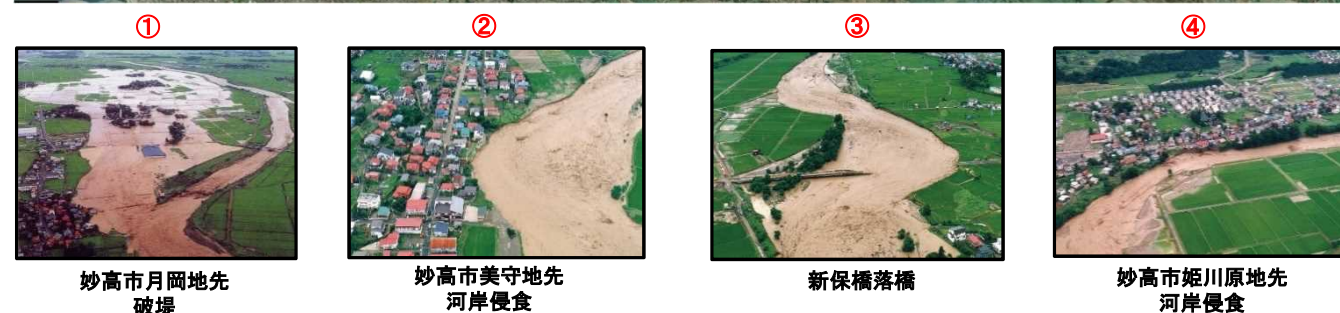 ①
②
③
④
妙高市月岡地先
破堤
妙高市美守地先
河岸侵食
新保橋落橋
妙高市姫川原地先
河岸侵食